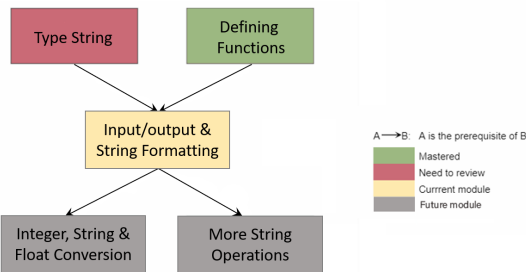 Type String
Defining
Functions
Input/output &
String Formatting
Integer, String &
Float Conversion
More String
Operations
A→B: A is the prerequisite of B
Mastered
Need to review
Currrent module
Future module